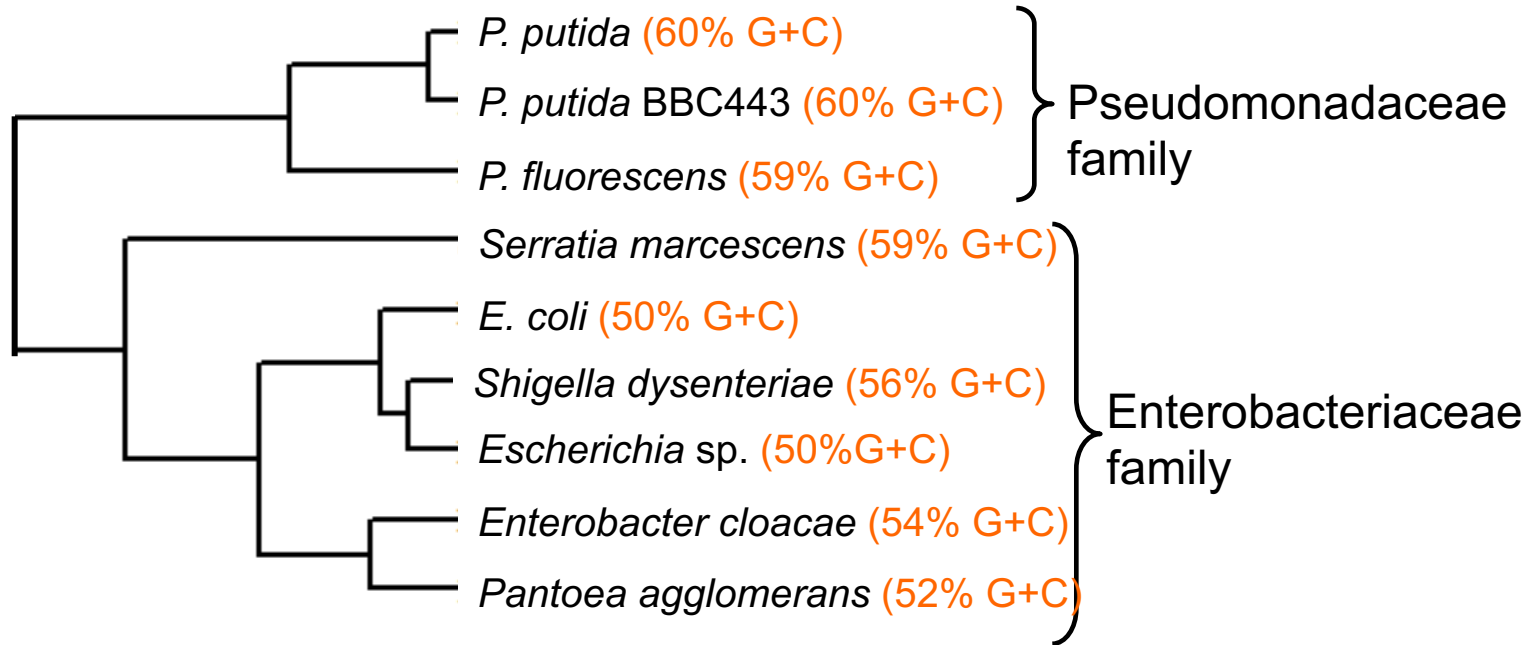 P. putida (60% G+C)
P. putida BBC443 (60% G+C)
P. fluorescens (59% G+C)
Pseudomonadaceae
family
Serratia marcescens (59% G+C)
E. coli (50% G+C)
Shigella dysenteriae (56% G+C)
Escherichia sp. (50%G+C)
Enterobacter cloacae (54% G+C)
Pantoea agglomerans (52% G+C)
Enterobacteriaceae
family